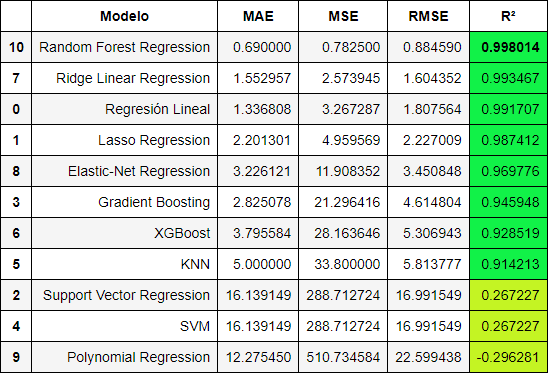 Modelo MAE MSE RMSE R²
10 Random Forest Regression 0.690000 0.782500 0.884590 0.998014
7 Ridge Linear Regression 1.552957 2.573945 1.604352 0.993467
0 Regresión Lineal 1.336808 3.267287 1.807564 0.991707
1 Lasso Regression 2.201301 4.959569 2.227009 0.987412
8 Elastic-Net Regression 3.226121 11.908352 3.450848 0.969776
3 Gradient Boosting 2.825078 21.296416 4.614804 0.945948
6 XGBoost 3.795584 28.163646 5.306943 0.928519
5 KNN 5.000000 33.800000 5.813777 0.914213
2 Support Vector Regression 16.139149 288.712724 16.991549 0.267227
4 SVM 16.139149 288.712724 16.991549 0.267227
9 Polynomial Regression 12.275450 510.734584 22.599438 -0.296281